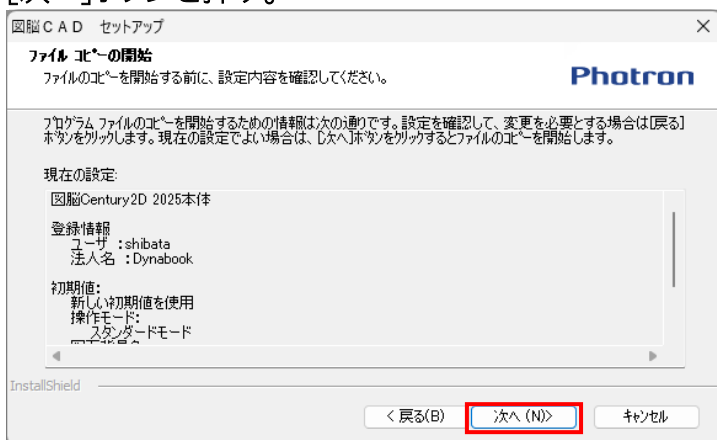 図脳CAD セットアップ
ファイル コピーの開始
ファイルのコピーを開始する前に、設定内容を確認してください。
Photron
プログラム ファイルのコピーを開始するための情報は次の通りです。設定を確認して、変更を必要とする場合は[戻る]
ボタンをクリックします。現在の設定でよい場合は、[次へ]ボタンをクリックするとファイルのコピーを開始します。
現在の設定:
図脳Century2D 2025本体
登録情報
ユーザ :shibata
法人名 :Dynabook
初期値:
新しい初期値を使用
操作モード:
スタンダードモード
InstallShield
< 戻る(B)
次へ (N)>
キャンセル